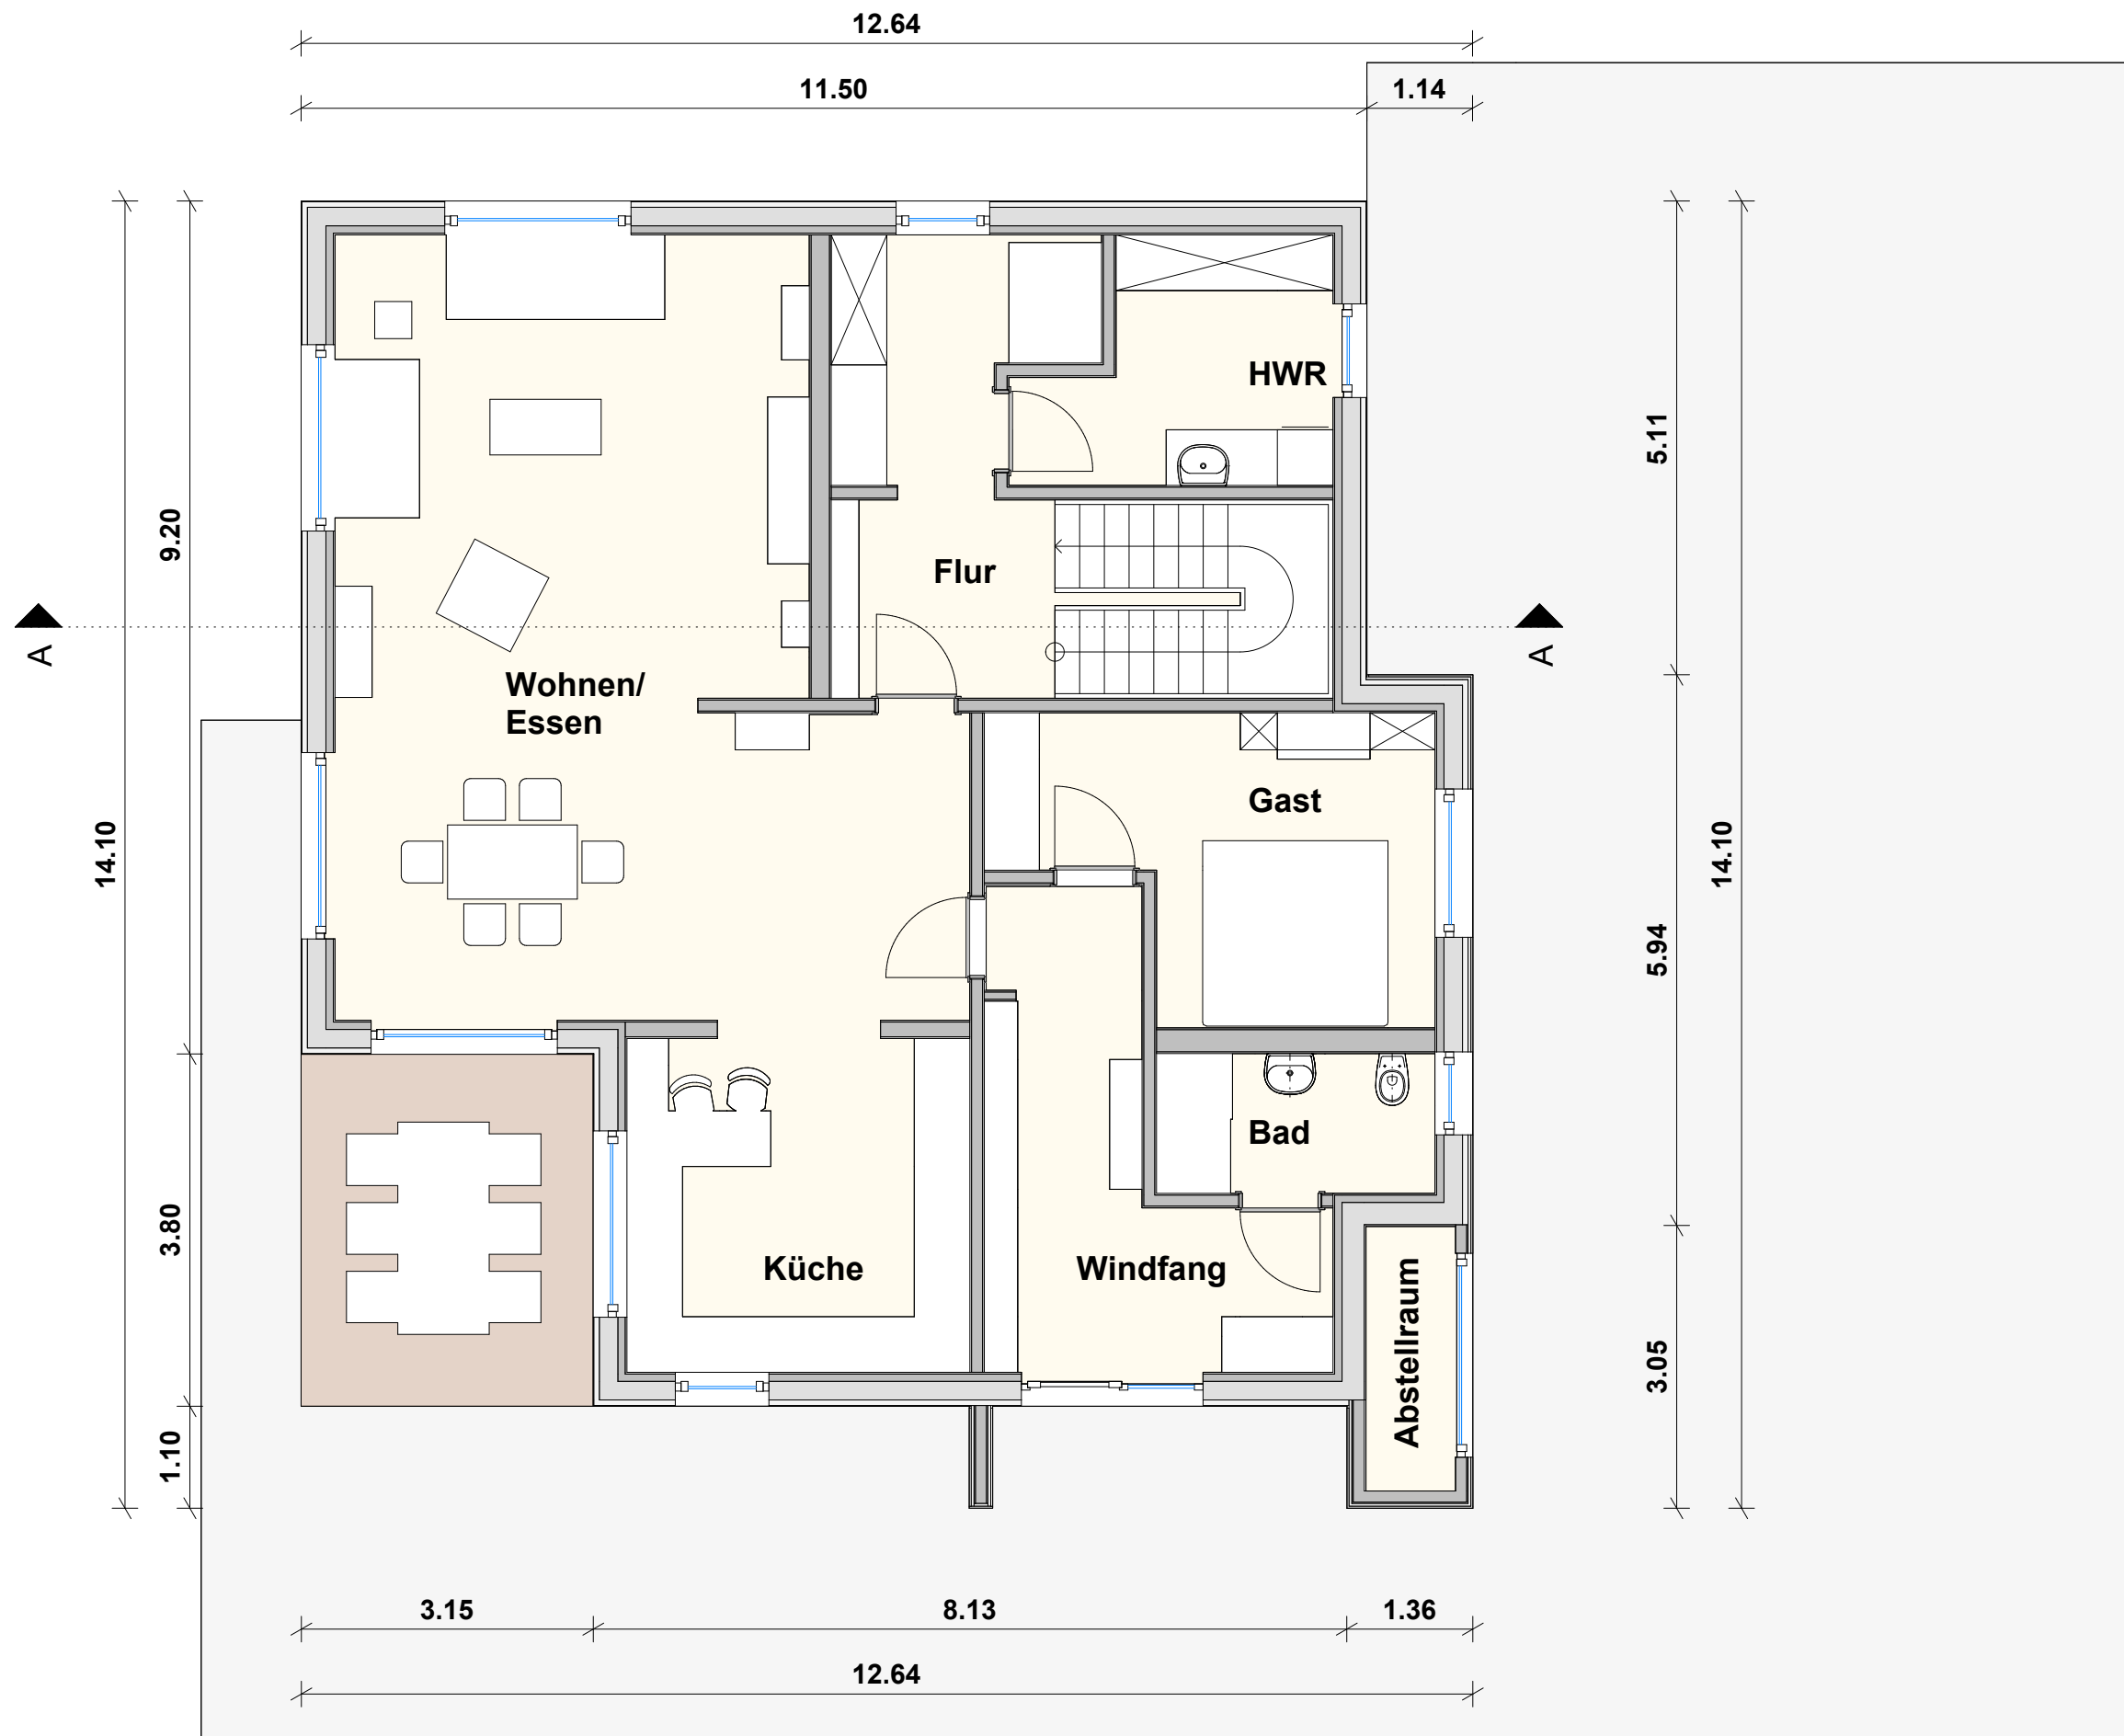 12.64
11.50
1.14
HWR
5.11
9.20
Flur
A
A
Wohnen/
Essen
Gast
14.10
14.10
5.94
Bad
3.80
Küche
Windfang
Abstellraum
3.05
1.10
3.15
8.13
1.36
12.64